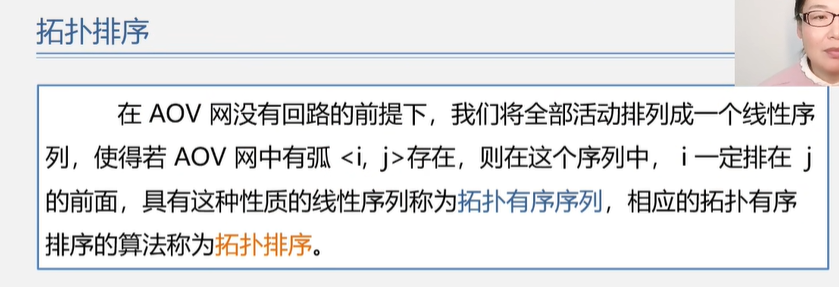 拓扑排序
在 AOV 网没有回路的前提下，我们将全部活动排列成一个线性序
列，使得若 AOV 网中有弧 <i, j>存在，则在这个序列中， i 一定排在 j
的前面，具有这种性质的线性序列称为拓扑有序序列，相应的拓扑有序
排序的算法称为拓扑排序。